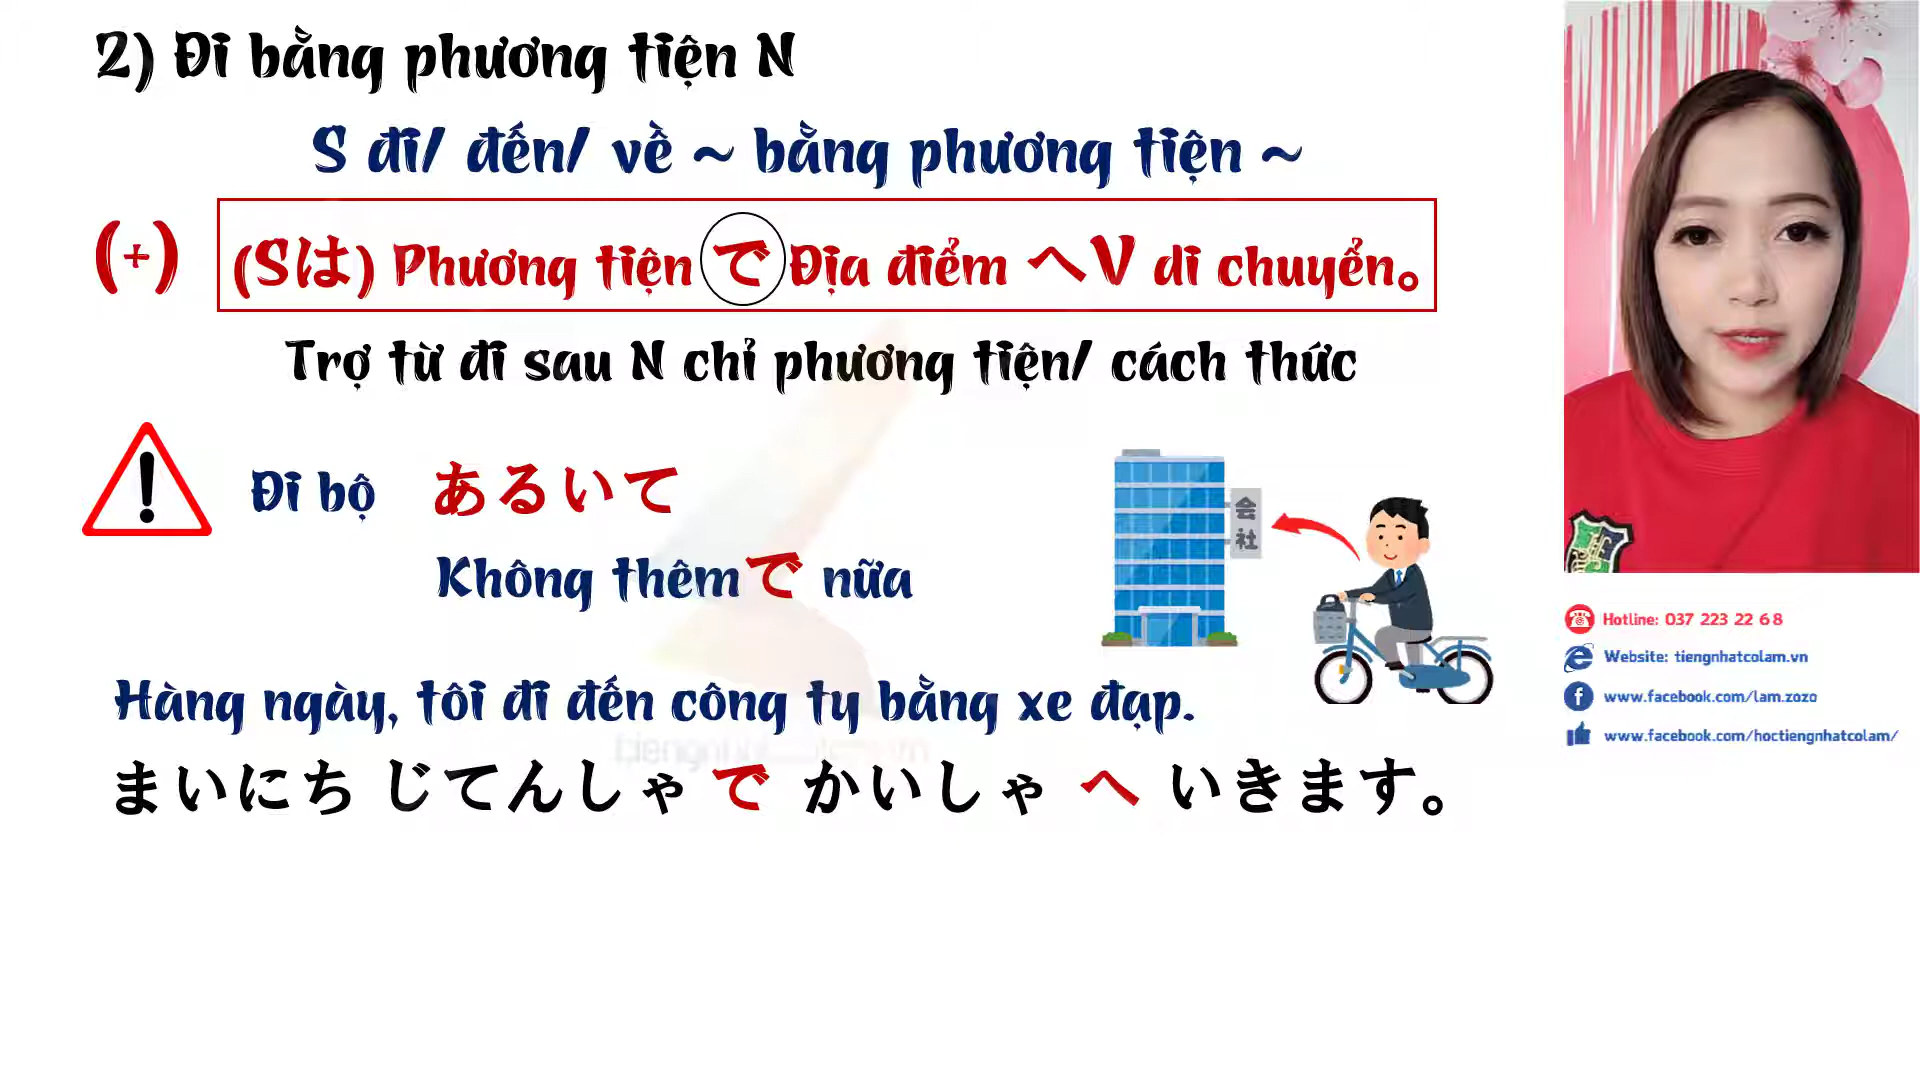 2) Đi bằng phương tiện N
S đi/ đến/ về ~ bằng phương tiện ~
(+) (Sは) Phương tiện で Địa điểm へV di chuyển。
Trợ từ đi sau N chỉ phương tiện/ cách thức
! Đi bộ あるいて
Không thêm で nữa
会社
Hàng ngày, tôi đi đến công ty bằng xe đạp.
まいにち じてんしゃ で かいしゃ へ いきます。
Hotline: 037 223 22 68
Website: tiengnhatcolam.vn
www.facebook.com/lam.zozo
www.facebook.com/hoctiengnhatcolam/